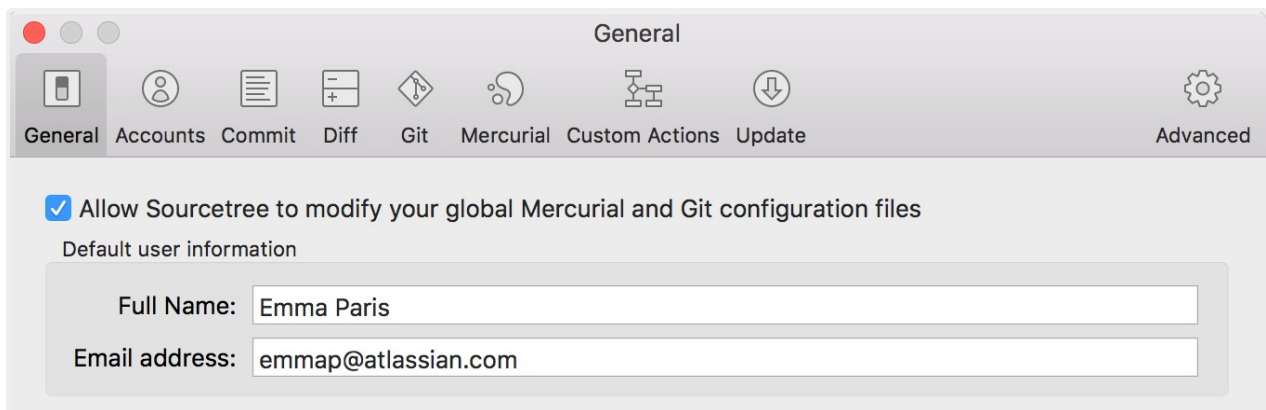 General
General Accounts Commit Diff Git Mercurial Custom Actions Update Advanced
Allow Sourcetree to modify your global Mercurial and Git configuration files
Default user information
Full Name: Emma Paris
Email address: emmap@atlassian.com